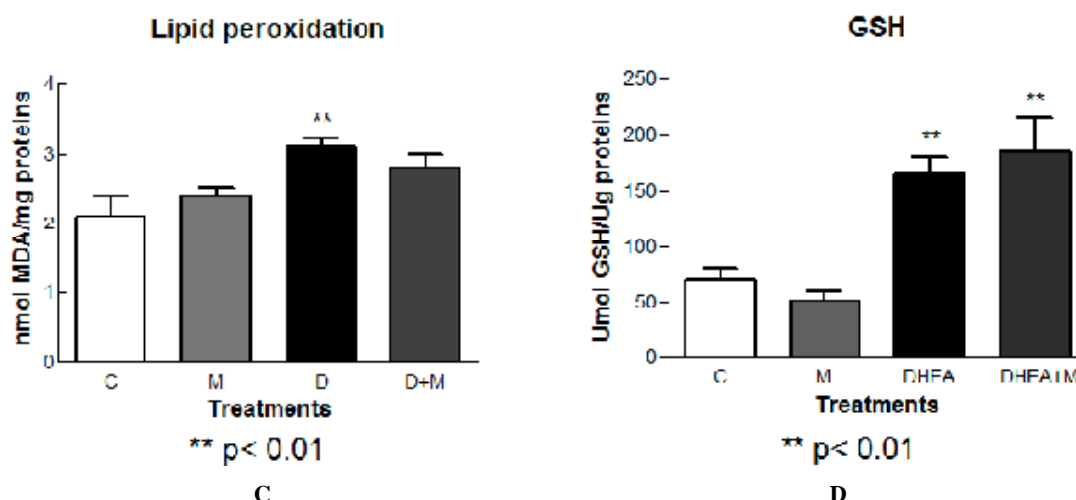 Lipid peroxidation
nmol MDA/mg proteins
4
3
2
1
0
**
C M D D+M
Treatments
** p< 0.01
C
GSH
Umol GSH/Ug proteins
250
200
150
100
50
0
**
**
C M DHEA DHEA+M
Treatments
** p< 0.01
D